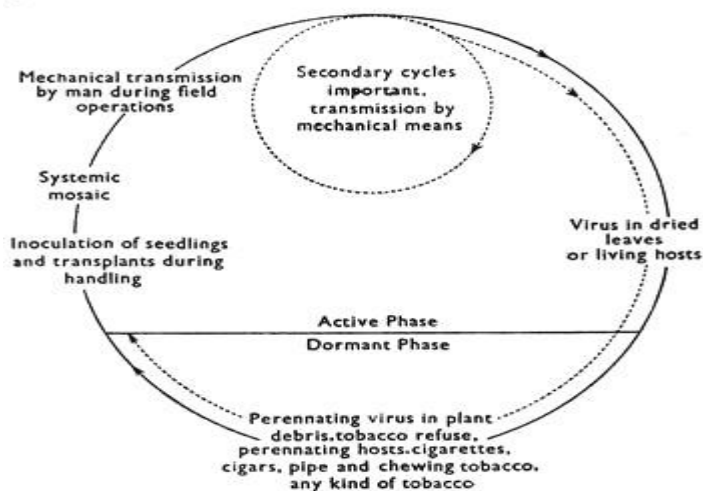 Mechanical transmission
by man during field
operations
Secondary cycles
important,
transmission by
mechanical means
Systemic
mosaic
Inoculation of seedlings
and transplants during
handling
Virus in dried
leaves
or living hosts
Active Phase
Dormant Phase
Perennating virus in plant
debris.tobacco refuse,
perennating hosts.cigarettes,
cigars, pipe and chewing tobacco,
any kind of tobacco